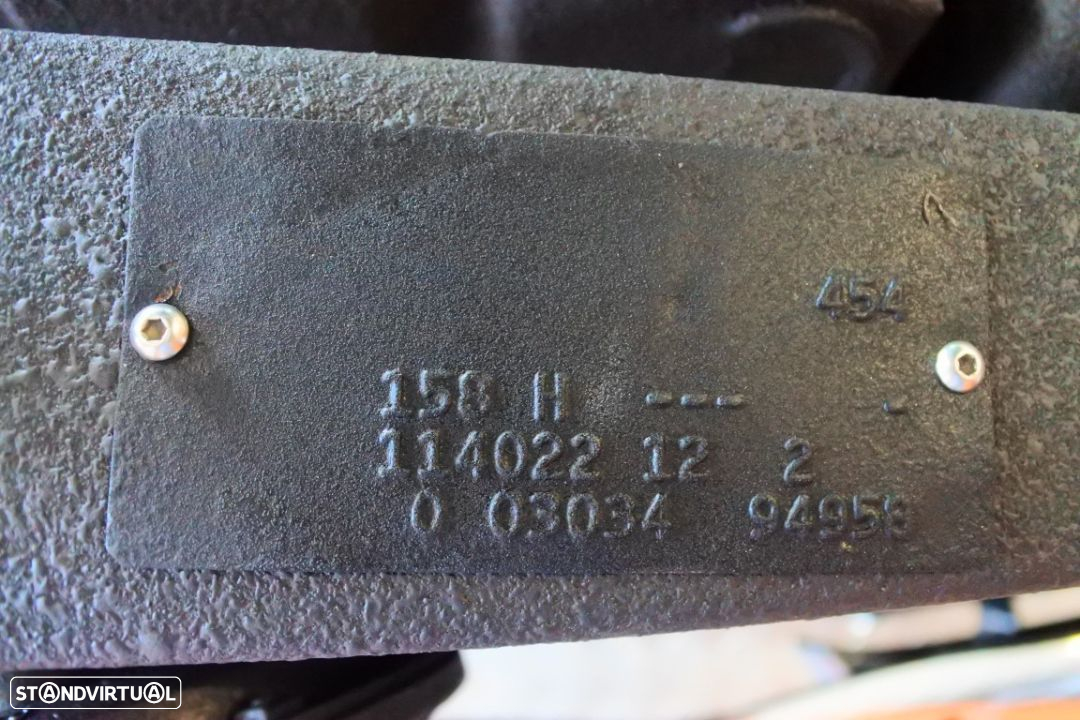 454
158 H --- -
114022 12 2
0 03034 94958
STANDVIRTUAL